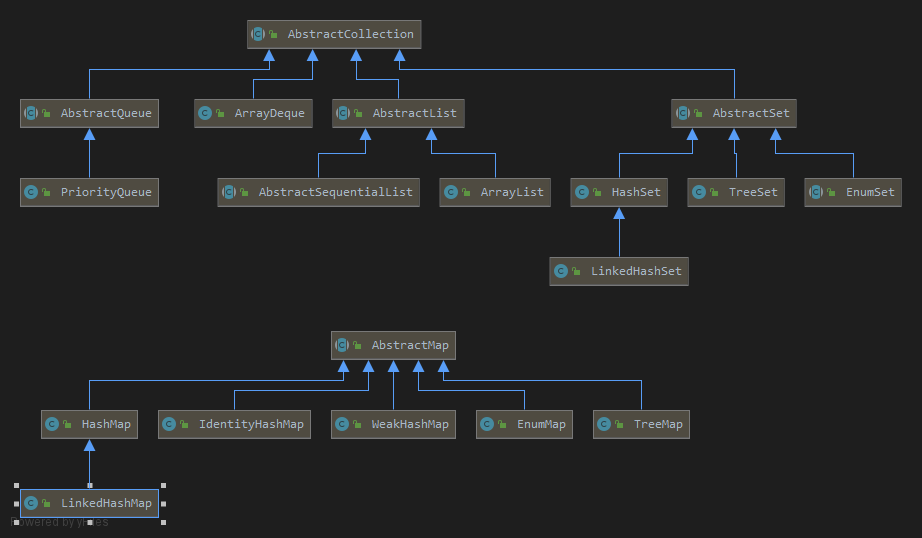 AbstractCollection
AbstractQueue
ArrayDeque
AbstractList
AbstractSet
PriorityQueue
AbstractSequentialList
ArrayList
HashSet
TreeSet
EnumSet
LinkedHashSet
AbstractMap
HashMap
IdentityHashMap
WeakHashMap
EnumMap
TreeMap
LinkedHashMap
Powered by yFiles